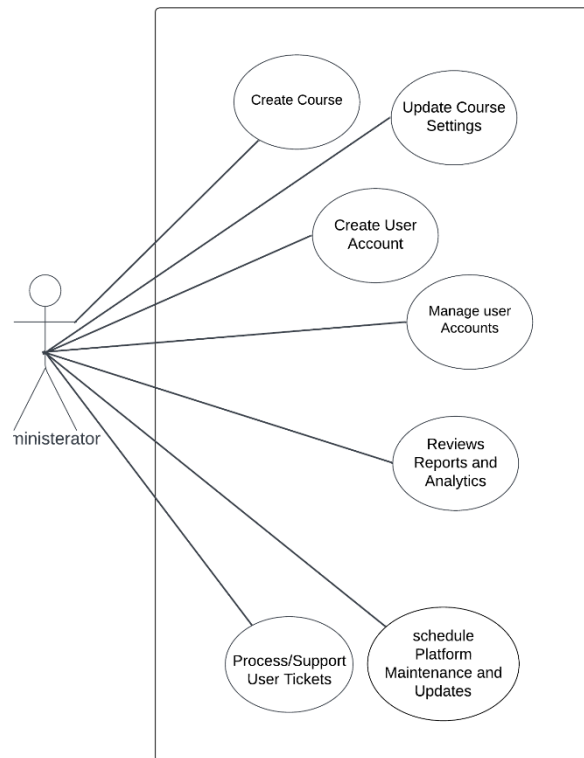 Create Course
Update Course
Settings
Create User
Account
Manage user
Accounts
ministerator
Reviews
Reports and
Analytics
Process/Support
User Tickets
schedule
Platform
Maintenance and
Updates